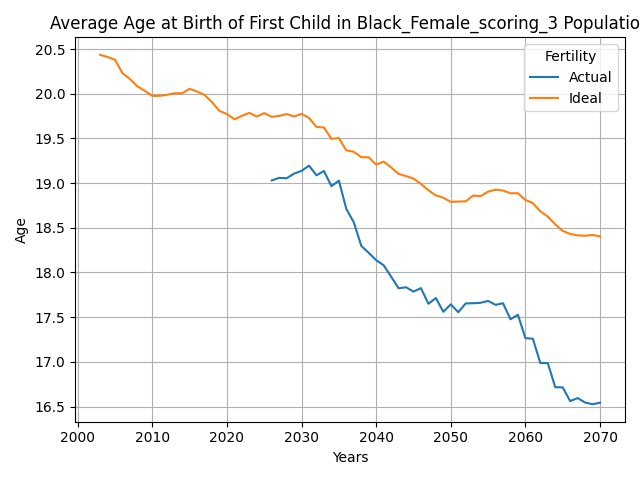 Average Age at Birth of First Child in Black_Female_scoring_3 Populatio
20.5
20.0
19.5
19.0
18.5
18.0
17.5
17.0
16.5
Age
Fertility
Actual
Ideal
2000 2010 2020 2030 2040 2050 2060 2070
Years